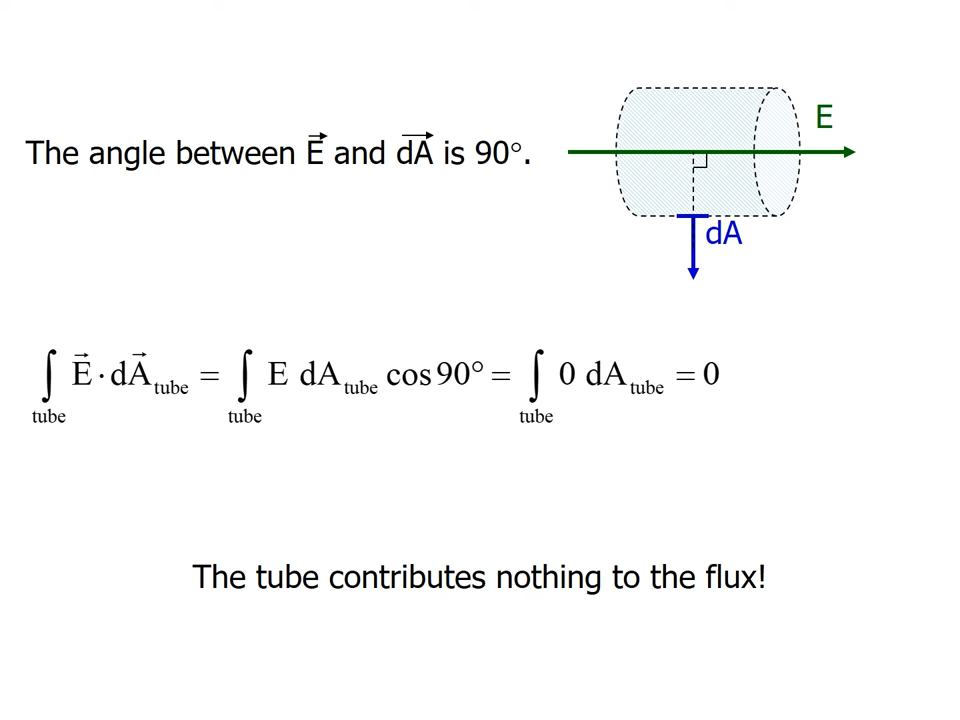 The angle between E⃗ and dA⃗ is 90°.
E
dA
∫tube E⃗ · dA⃗tube = ∫tube E dAtube cos 90° = ∫tube 0 dAtube = 0
The tube contributes nothing to the flux!